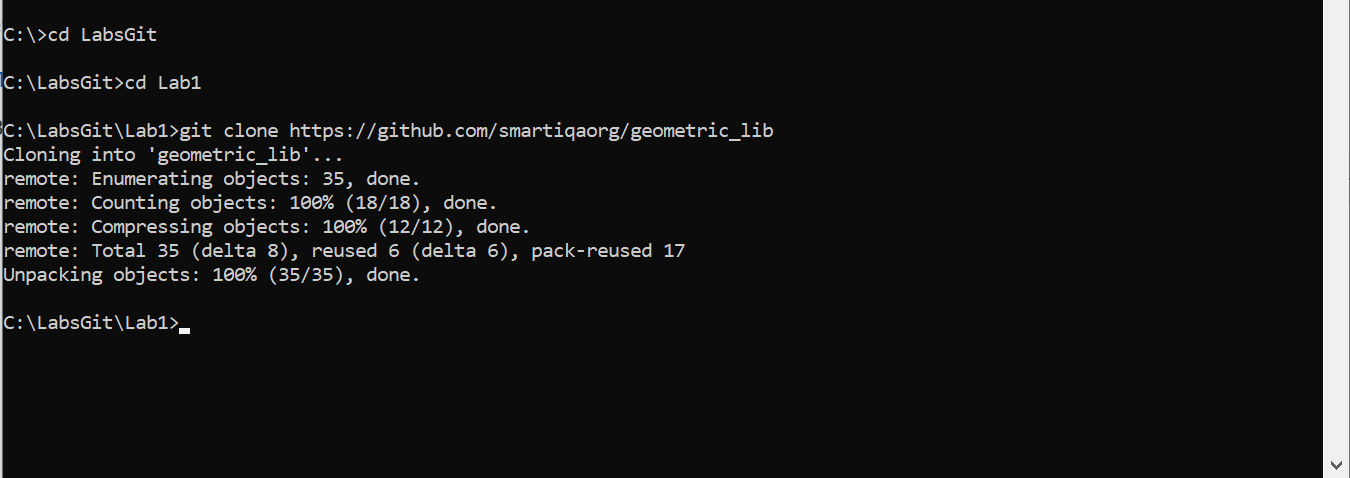 C:\>cd LabsGit
C:\LabsGit>cd Lab1
C:\LabsGit\Lab1>git clone https://github.com/smartiqaorg/geometric_lib
Cloning into 'geometric_lib'...
remote: Enumerating objects: 35, done.
remote: Counting objects: 100% (18/18), done.
remote: Compressing objects: 100% (12/12), done.
remote: Total 35 (delta 8), reused 6 (delta 6), pack-reused 17
Unpacking objects: 100% (35/35), done.
C:\LabsGit\Lab1>